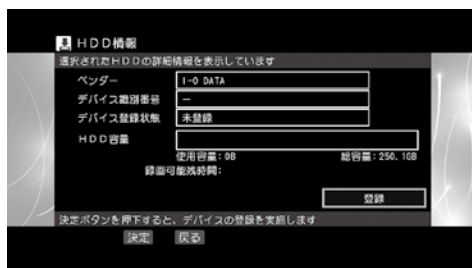 HDD情報
選択されたHDDの詳細情報を表示しています
ベンダー I-O DATA
デバイス識別番号 −
デバイス登録状態 未登録
HDD容量
使用容量：0B 総容量：250.1GB
録画可能残時間：
登録
決定ボタンを押下すると、デバイスの登録を実施します
決定 戻る